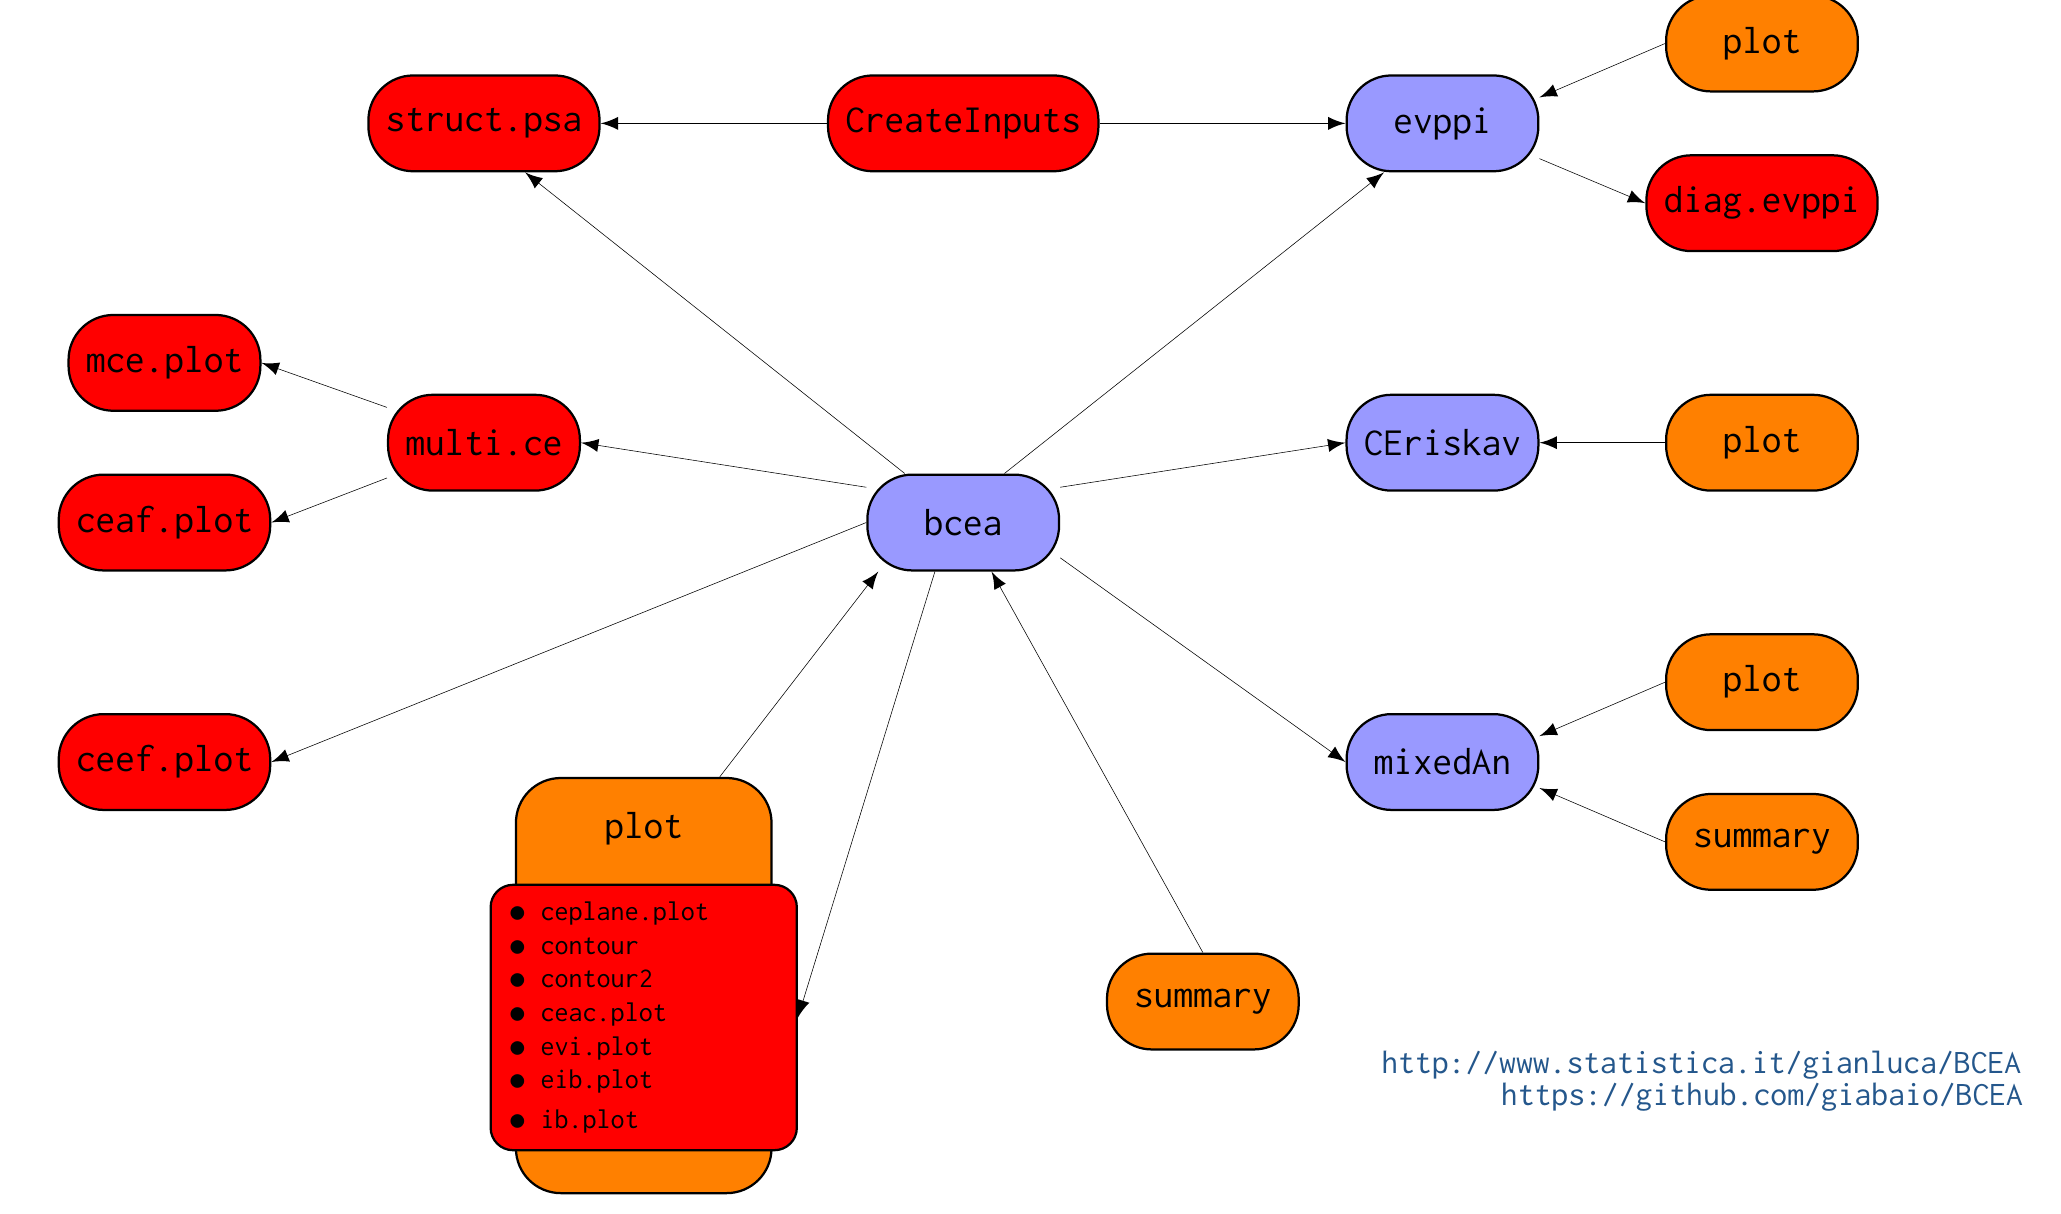 plot
struct.psa
CreateInputs
evppi
diag.evppi
mce.plot
multi.ce
CEriskav
plot
ceaf.plot
bcea
plot
ceef.plot
mixedAn
plot
summary
● ceplane.plot
● contour
● contour2
● ceac.plot
● evi.plot
● eib.plot
● ib.plot
summary
http://www.statistica.it/gianluca/BCEA
https://github.com/giabaio/BCEA